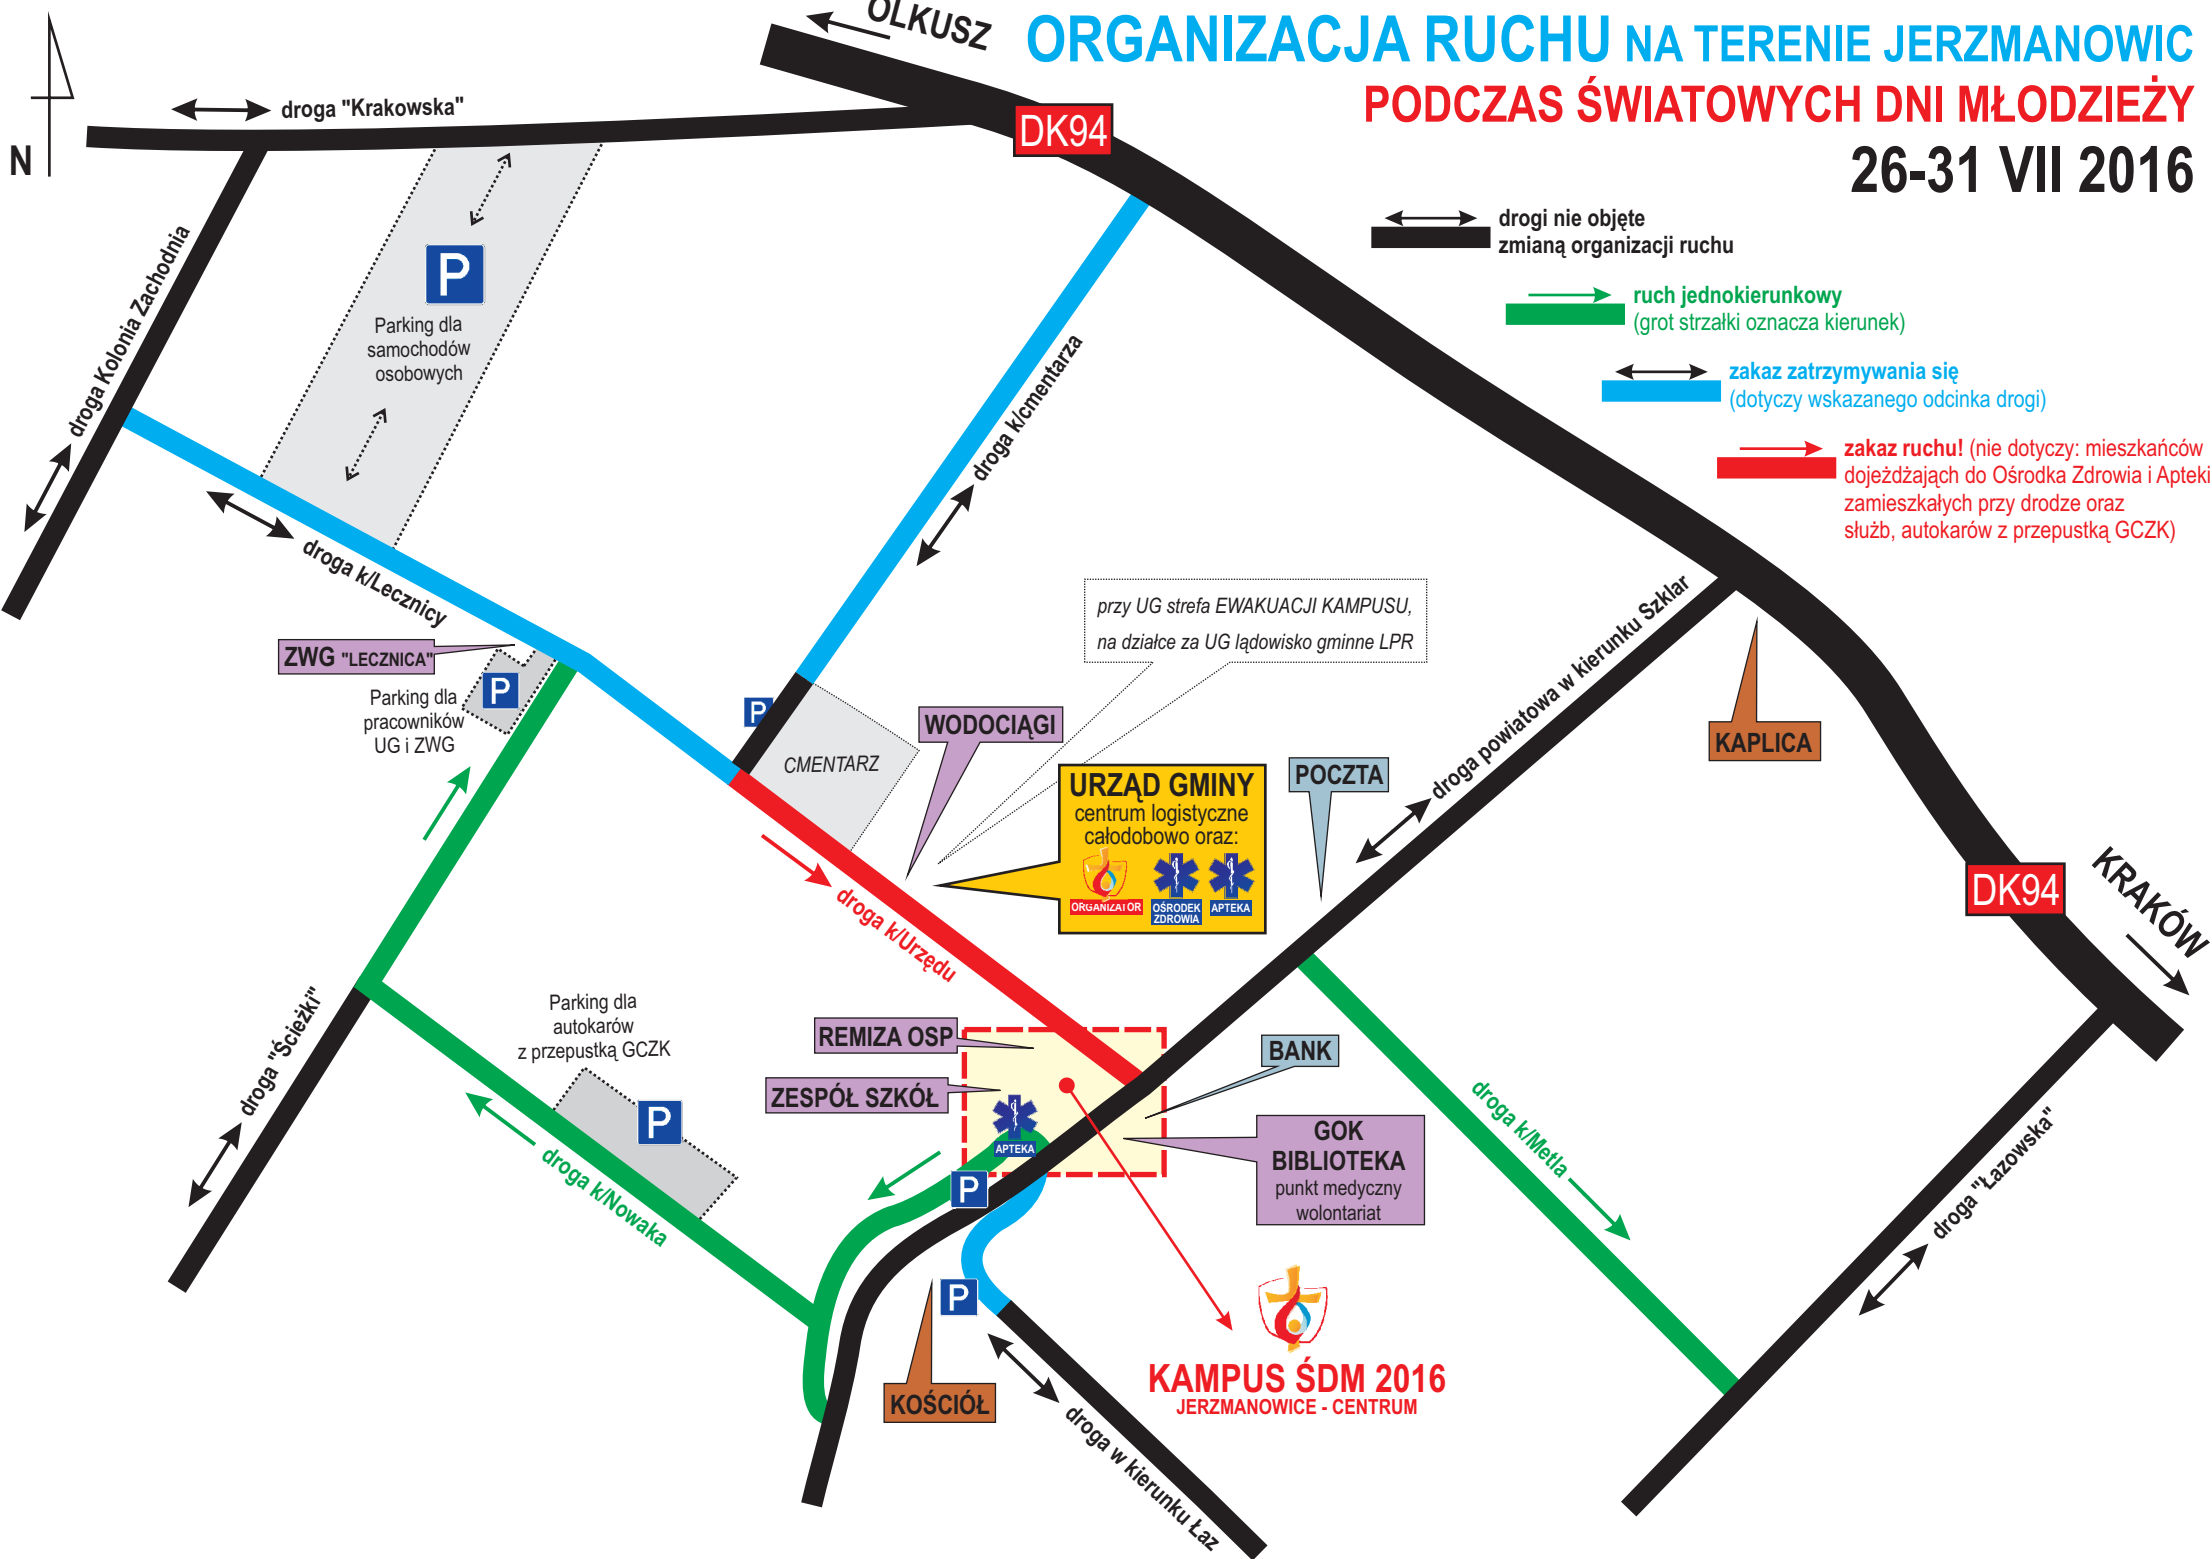 OLKUSZ
ORGANIZACJA RUCHU NA TERENIE JERZMANOWIC
PODCZAS ŚWIATOWYCH DNI MŁODZIEŻY
26-31 VII 2016
N
droga "Krakowska"
DK94
drogi nie objęte
zmianą organizacji ruchu
ruch jednokierunkowy
(grot strzałki oznacza kierunek)
zakaz zatrzymywania się
(dotyczy wskazanego odcinka drogi)
zakaz ruchu! (nie dotyczy: mieszkańców
dojeżdżająch do Ośrodka Zdrowia i Apteki
zamieszkałych przy drodze oraz
służb, autokarów z przepustką GCZK)
droga Kolonia Zachodnia
P
Parking dla
samochodów
osobowych
droga k/cmentarza
droga k/Lecznicy
ZWG "LECZNICA"
P
Parking dla
pracowników
UG i ZWG
przy UG strefa EWAKUACJI KAMPUSU,
na działce za UG lądowisko gminne LPR
droga powiatowa w kierunku Szklar
KAPLICA
P
CMENTARZ
WODOCIĄGI
URZĄD GMINY
centrum logistyczne
całodobowo oraz:
ORGANIZATOR
OŚRODEK
ZDROWIA
APTEKA
POCZTA
DK94
KRAKÓW
droga k/Urzędu
droga "Ścieżki"
Parking dla
autokarów
z przepustką GCZK
P
droga k/Nowaka
REMIZA OSP
ZESPÓŁ SZKÓŁ
APTEKA
P
BANK
GOK
BIBLIOTEKA
punkt medyczny
wolontariat
droga k/Metla
droga "Łazowska"
P
KOŚCIÓŁ
KAMPUS ŚDM 2016
JERZMANOWICE - CENTRUM
droga w kierunku Łaz